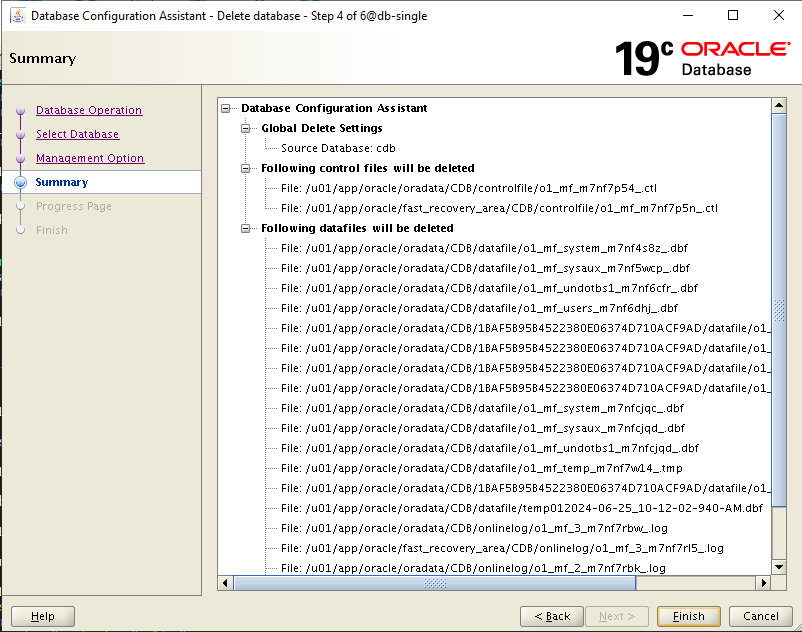 Database Configuration Assistant - Delete database - Step 4 of 6@db-single
Summary
19c ORACLE
Database
Database Operation
Select Database
Management Option
Summary
Progress Page
Finish
Database Configuration Assistant
Global Delete Settings
Source Database: cdb
Following control files will be deleted
File: /u01/app/oracle/oradata/CDB/controlfile/o1_mf_m7nf7p54_.ctl
File: /u01/app/oracle/fast_recovery_area/CDB/controlfile/o1_mf_m7nf7p5n_.ctl
Following datafiles will be deleted
File: /u01/app/oracle/oradata/CDB/datafile/o1_mf_system_m7nf4s8z_.dbf
File: /u01/app/oracle/oradata/CDB/datafile/o1_mf_sysaux_m7nf5wcp_.dbf
File: /u01/app/oracle/oradata/CDB/datafile/o1_mf_undotbs1_m7nf6cfr_.dbf
File: /u01/app/oracle/oradata/CDB/datafile/o1_mf_users_m7nf6dhj_.dbf
File: /u01/app/oracle/oradata/CDB/1BAF5B95B4522380E06374D710ACF9AD/datafile/o1_
File: /u01/app/oracle/oradata/CDB/1BAF5B95B4522380E06374D710ACF9AD/datafile/o1_
File: /u01/app/oracle/oradata/CDB/1BAF5B95B4522380E06374D710ACF9AD/datafile/o1_
File: /u01/app/oracle/oradata/CDB/1BAF5B95B4522380E06374D710ACF9AD/datafile/o1_
File: /u01/app/oracle/oradata/CDB/datafile/o1_mf_system_m7nfcjqc_.dbf
File: /u01/app/oracle/oradata/CDB/datafile/o1_mf_sysaux_m7nfcjqd_.dbf
File: /u01/app/oracle/oradata/CDB/datafile/o1_mf_undotbs1_m7nfcjqd_.dbf
File: /u01/app/oracle/oradata/CDB/datafile/o1_mf_temp_m7nf7w14_.tmp
File: /u01/app/oracle/oradata/CDB/1BAF5B95B4522380E06374D710ACF9AD/datafile/o1_
File: /u01/app/oracle/oradata/CDB/datafile/temp012024-06-25_10-12-02-940-AM.dbf
File: /u01/app/oracle/oradata/CDB/onlinelog/o1_mf_3_m7nf7rbw_.log
File: /u01/app/oracle/fast_recovery_area/CDB/onlinelog/o1_mf_3_m7nf7rl5_.log
File: /u01/app/oracle/oradata/CDB/onlinelog/o1_mf_2_m7nf7rbk_.log
Help
< Back
Next >
Finish
Cancel